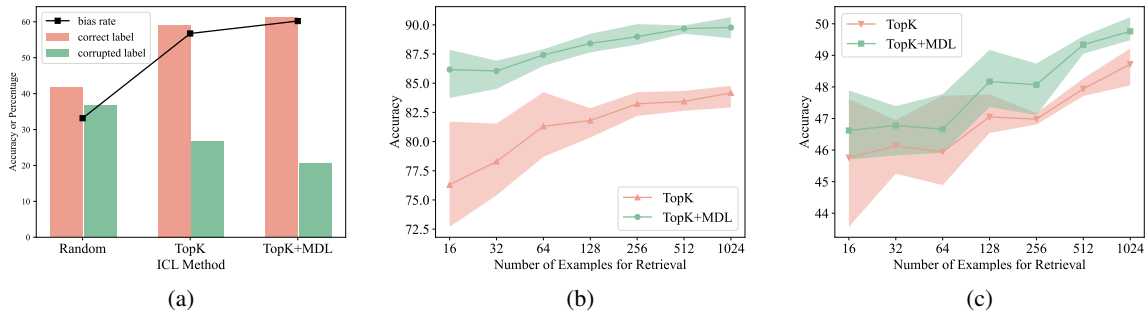 bias rate
correct label
corrupted label
Accuracy or Percentage
60
50
40
30
20
10
0
Random TopK TopK+MDL
ICL Method
(a)
90.0
87.5
85.0
82.5
80.0
77.5
75.0
72.5
Accuracy
TopK
TopK+MDL
16 32 64 128 256 512 1024
Number of Examples for Retrieval
(b)
TopK
TopK+MDL
50
49
48
47
46
45
44
Accuracy
16 32 64 128 256 512 1024
Number of Examples for Retrieval
(c)